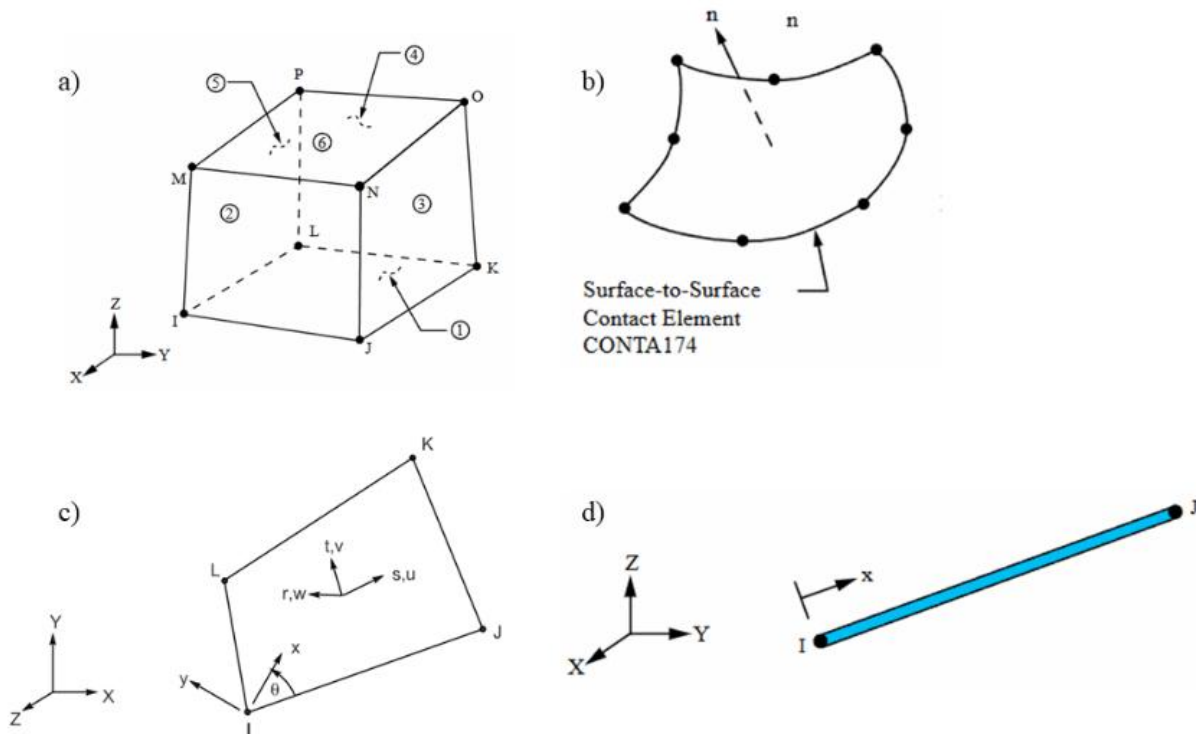 a)
P
④
⑤
O
⑥
M
N
②
③
L
K
I
①
J
Z
Y
X
b)
n
n
Surface-to-Surface
Contact Element
CONTA174
c)
K
t,v
s,u
L
r,w
J
x
y
θ
I
Y
X
Z
d)
J
Z
x
Y
I
X